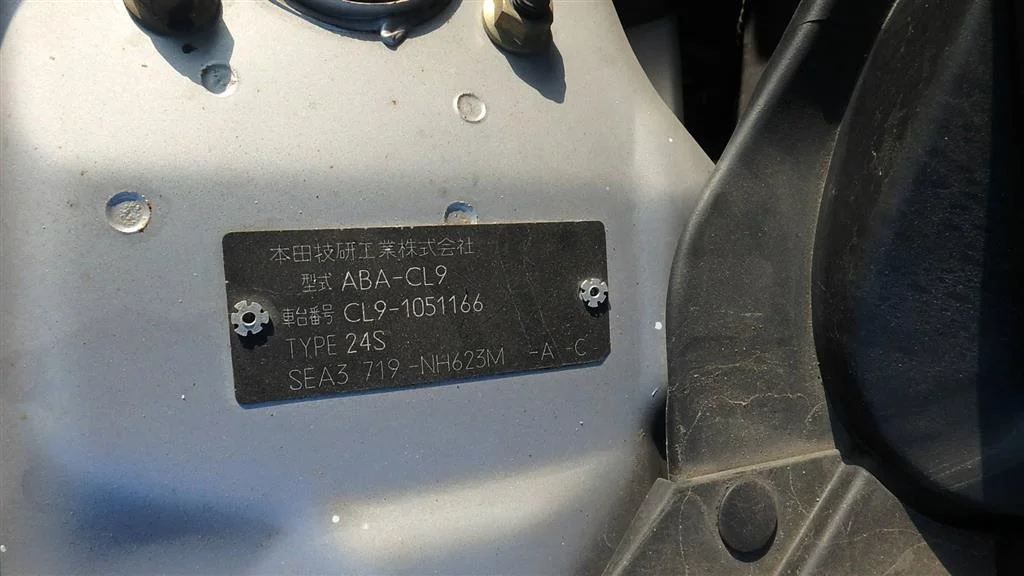 本田技研工業株式会社
型式 ABA-CL9
車台番号 CL9-1051166
TYPE 24S
SEA3 719-NH623M -A -C